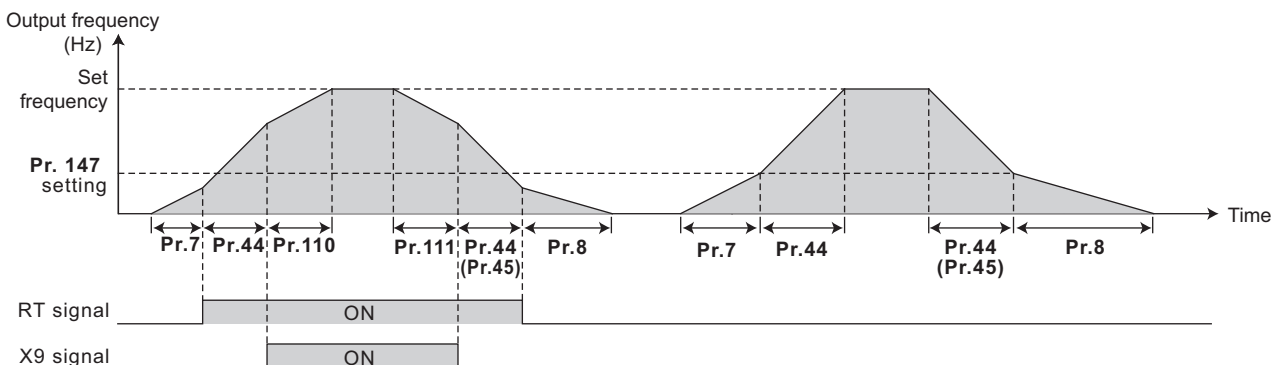 Output frequency
(Hz)
Set
frequency
Pr. 147
setting
Time
Pr.7 Pr.44 Pr.110 Pr.111 Pr.44 Pr.8 Pr.7 Pr.44 Pr.44 Pr.8
(Pr.45) (Pr.45)
RT signal ON
X9 signal ON